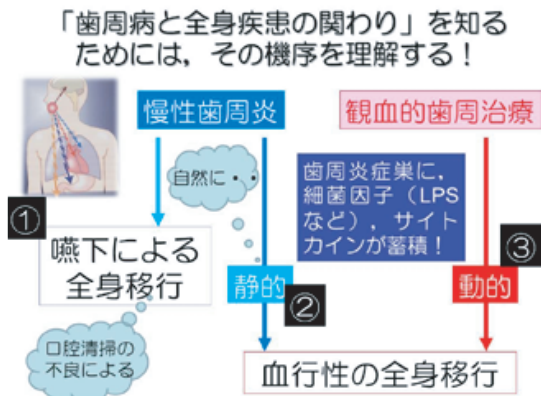 「歯周病と全身疾患の関わり」を知る
ためには，その機序を理解する！
慢性歯周炎
観血的歯周治療
自然に・・
歯周炎症巣に，
細菌因子（LPS
など），サイト
カインが蓄積！
①
嚥下による
全身移行
静的
②
動的
③
口腔清掃の
不良による
血行性の全身移行